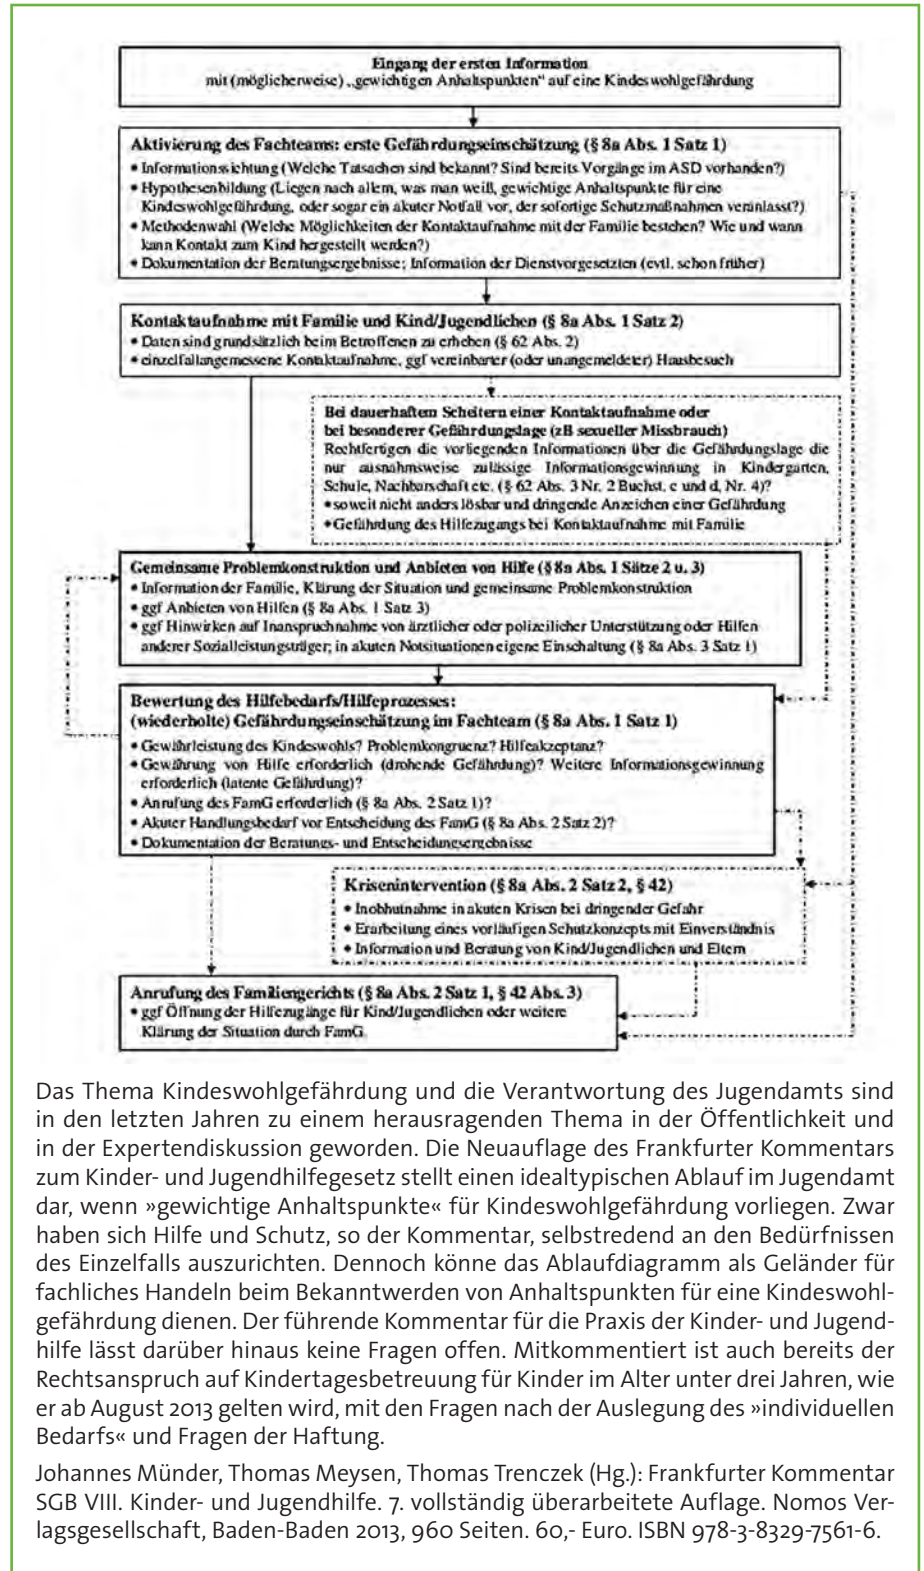 Eingang der ersten Information
mit (möglicherweise) „gewichtigen Anhaltspunkten“ auf eine Kindeswohlgefährdung
Aktivierung des Fachteams: erste Gefährdungseinschätzung (§ 8a Abs. 1 Satz 1)
• Informationssichtung (Welche Tatsachen sind bekannt? Sind bereits Vorgänge im ASD vorhanden?)
• Hypothesenbildung (Liegen nach allem, was man weiß, gewichtige Anhaltspunkte für eine
Kindeswohlgefährdung, oder sogar ein akuter Notfall vor, der sofortige Schutzmaßnahmen veranlasst?)
• Methodenwahl (Welche Möglichkeiten der Kontaktaufnahme mit der Familie bestehen? Wie und wann
kann Kontakt zum Kind hergestellt werden?)
• Dokumentation der Beratungsergebnisse; Information der Dienstvorgesetzten (evtl. schon früher)
Kontaktaufnahme mit Familie und Kind/Jugendlichen (§ 8a Abs. 1 Satz 2)
• Daten sind grundsätzlich beim Betroffenen zu erheben (§ 62 Abs. 2)
• einzelfallangemessene Kontaktaufnahme, ggf vereinbarter (oder unangemeldeter) Hausbesuch
Bei dauerhaftem Scheitern einer Kontaktaufnahme oder
bei besonderer Gefährdungslage (zB sexueller Missbrauch)
Rechtfertigen die vorliegenden Informationen über die Gefährdungslage die
nur ausnahmsweise zulässige Informationsgewinnung in Kindergarten,
Schule, Nachbarschaft etc. (§ 62 Abs. 3 Nr. 2 Buchst. c und d, Nr. 4)?
• soweit nicht anders lösbar und dringende Anzeichen einer Gefährdung
• Gefährdung des Hilfezugangs bei Kontaktaufnahme mit Familie
Gemeinsame Problemkonstruktion und Anbieten von Hilfe (§ 8a Abs. 1 Sätze 2 u. 3)
• Information der Familie, Klärung der Situation und gemeinsame Problemkonstruktion
• ggf Anbieten von Hilfen (§ 8a Abs. 1 Satz 3)
• ggf Hinwirken auf Inanspruchnahme von ärztlicher oder polizeilicher Unterstützung oder Hilfen
anderer Sozialleistungsträger; in akuten Notsituationen eigene Einschaltung (§ 8a Abs. 3 Satz 1)
Bewertung des Hilfebedarfs/Hilfeprozesses:
(wiederholte) Gefährdungseinschätzung im Fachteam (§ 8a Abs. 1 Satz 1)
• Gewährleistung des Kindeswohls? Problemkongruenz? Hilfeakzeptanz?
• Gewährung von Hilfe erforderlich (drohende Gefährdung)? Weitere Informationsgewinnung
erforderlich (latente Gefährdung)?
• Anrufung des FamG erforderlich (§ 8a Abs. 2 Satz 1)?
• Akuter Handlungsbedarf vor Entscheidung des FamG (§ 8a Abs. 2 Satz 2)?
• Dokumentation der Beratungs- und Entscheidungsergebnisse
Krisenintervention (§ 8a Abs. 2 Satz 2, § 42)
• Inobhutnahme in akuten Krisen bei dringender Gefahr
• Erarbeitung eines vorläufigen Schutzkonzepts mit Einverständnis
• Information und Beratung von Kind/Jugendlichen und Eltern
Anrufung des Familiengerichts (§ 8a Abs. 2 Satz 1, § 42 Abs. 3)
• ggf Öffnung der Hilfezugänge für Kind/Jugendlichen oder weitere
Klärung der Situation durch FamG
Das Thema Kindeswohlgefährdung und die Verantwortung des Jugendamts sind
in den letzten Jahren zu einem herausragenden Thema in der Öffentlichkeit und
in der Expertendiskussion geworden. Die Neuauflage des Frankfurter Kommentars
zum Kinder- und Jugendhilfegesetz stellt einen idealtypischen Ablauf im Jugendamt
dar, wenn »gewichtige Anhaltspunkte« für Kindeswohlgefährdung vorliegen. Zwar
haben sich Hilfe und Schutz, so der Kommentar, selbstredend an den Bedürfnissen
des Einzelfalls auszurichten. Dennoch könne das Ablaufdiagramm als Geländer für
fachliches Handeln beim Bekanntwerden von Anhaltspunkten für eine Kindeswohl-
gefährdung dienen. Der führende Kommentar für die Praxis der Kinder- und Jugend-
hilfe lässt darüber hinaus keine Fragen offen. Mitkommentiert ist auch bereits der
Rechtsanspruch auf Kindertagesbetreuung für Kinder im Alter unter drei Jahren, wie
er ab August 2013 gelten wird, mit den Fragen nach der Auslegung des »individuellen
Bedarfs« und Fragen der Haftung.
Johannes Münder, Thomas Meysen, Thomas Trenczek (Hg.): Frankfurter Kommentar
SGB VIII. Kinder- und Jugendhilfe. 7. vollständig überarbeitete Auflage. Nomos Ver-
lagsgesellschaft, Baden-Baden 2013, 960 Seiten. 60,- Euro. ISBN 978-3-8329-7561-6.